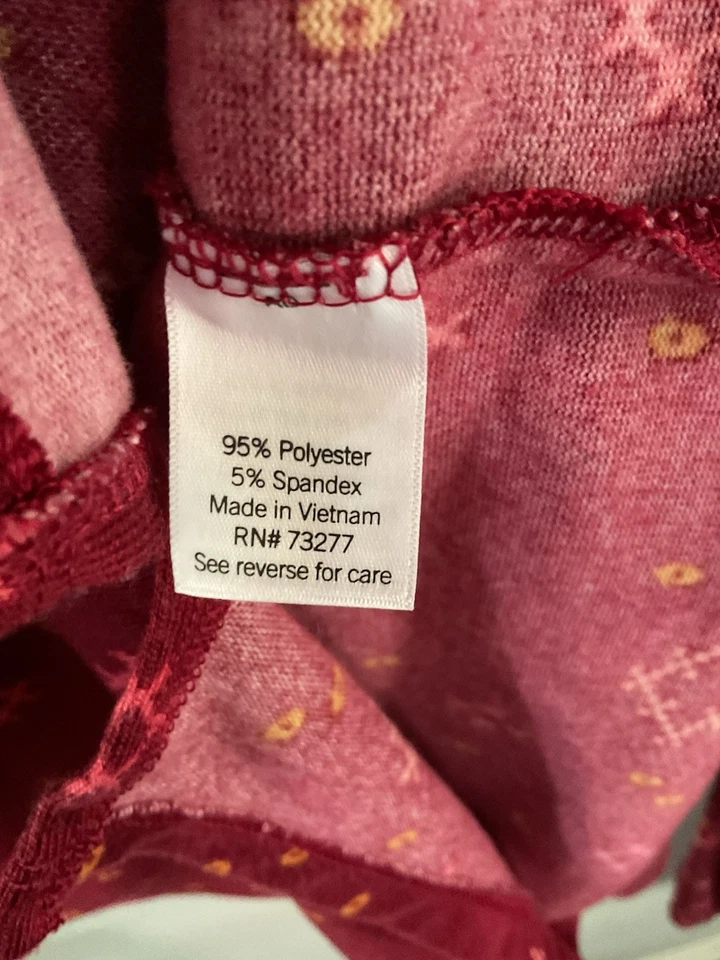 95% Polyester
5% Spandex
Made in Vietnam
RN# 73277
See reverse for care